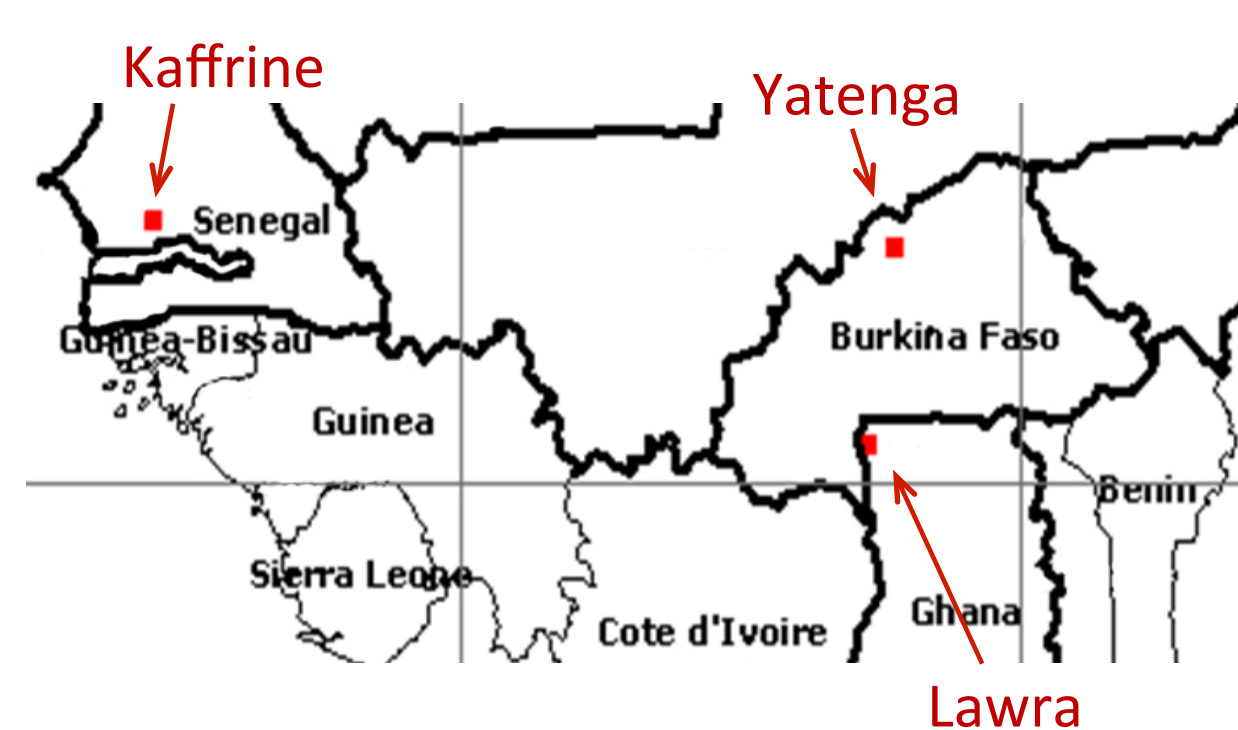 Kaffrine
Yatenga
Senegal
Guinea-Bissau
Burkina Faso
Guinea
Benin
Sierra Leone
Ghana
Cote d'Ivoire
Lawra